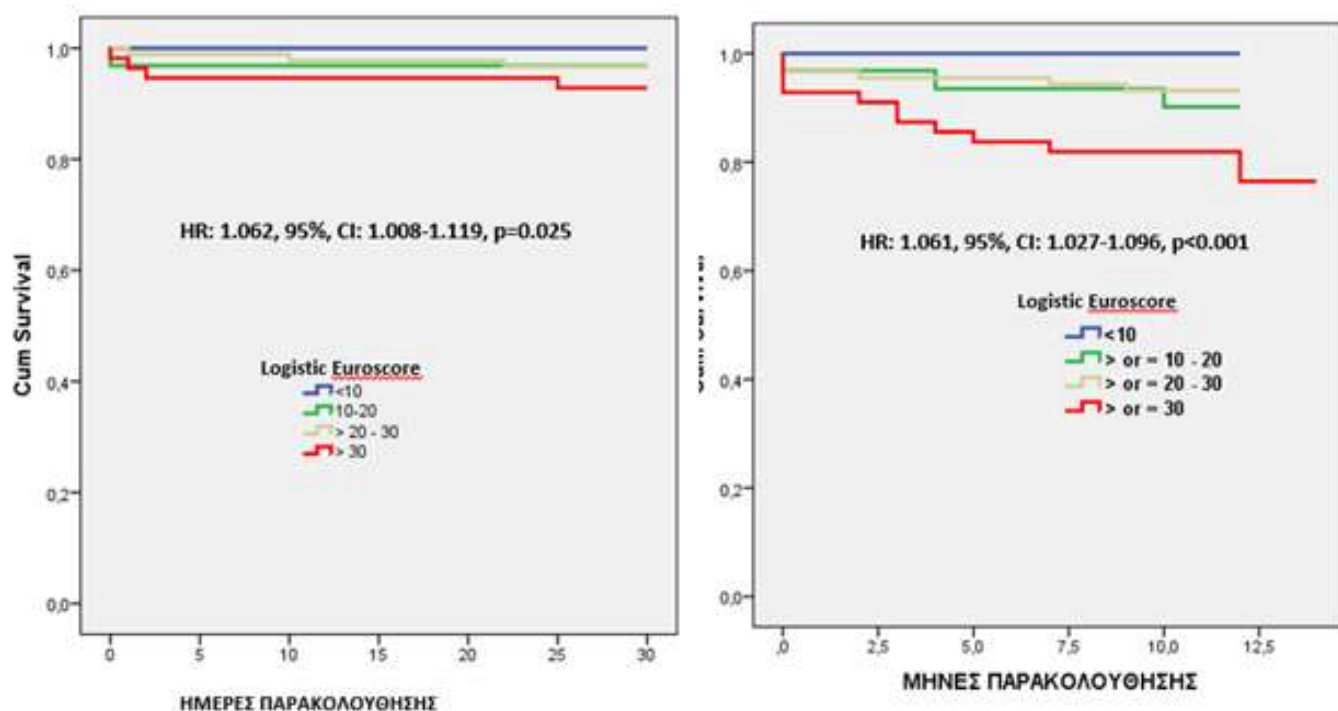 1,0
0,8
0,6
0,4
0,2
0,0
Cum Survival
HR: 1.062, 95%, CI: 1.008-1.119, p=0.025
Logistic Euroscore
<10
10-20
> 20 - 30
> 30
0 5 10 15 20 22 30
ΗΜΕΡΕΣ ΠΑΡΑΚΟΛΟΥΘΗΣΗΣ
1,0
0,8
0,6
0,4
0,2
0,0
HR: 1.061, 95%, CI: 1.027-1.096, p<0.001
Logistic Euroscore
<10
> or = 10 - 20
> or = 20 - 30
> or = 30
,0 2,5 5,0 7,5 10,0 12,5
ΜΗΝΕΣ ΠΑΡΑΚΟΛΟΥΘΗΣΗΣ